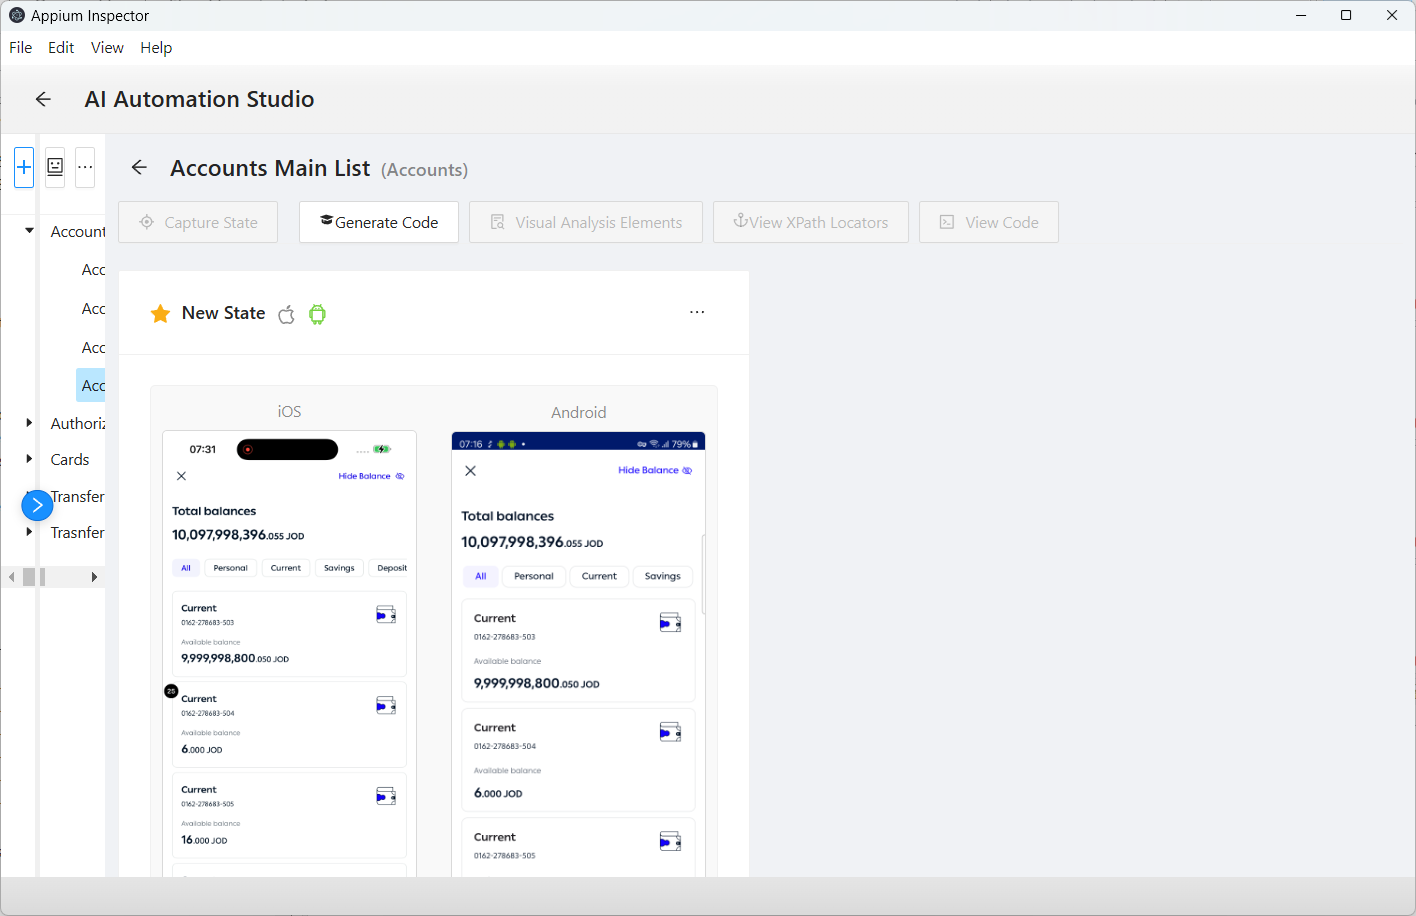 Appium Inspector
File Edit View Help
AI Automation Studio
Accounts Main List (Accounts)
Capture State
Generate Code
Visual Analysis Elements
View XPath Locators
View Code
Account
Acc
Acc
Acc
Acc
Authoriz
Cards
Transfer
Trasnfer
New State
iOS
07:31
Hide Balance
Total balances
10,097,998,396.055 JOD
All Personal Current Savings Deposit
Current
0162-278683-503
Available balance
9,999,998,800.050 JOD
25
Current
0162-278683-504
Available balance
6.000 JOD
Current
0162-278683-505
Available balance
16.000 JOD
Android
07:16 79%
Hide Balance
Total balances
10,097,998,396.055 JOD
All Personal Current Savings
Current
0162-278683-503
Available balance
9,999,998,800.050 JOD
Current
0162-278683-504
Available balance
6.000 JOD
Current
0162-278683-505